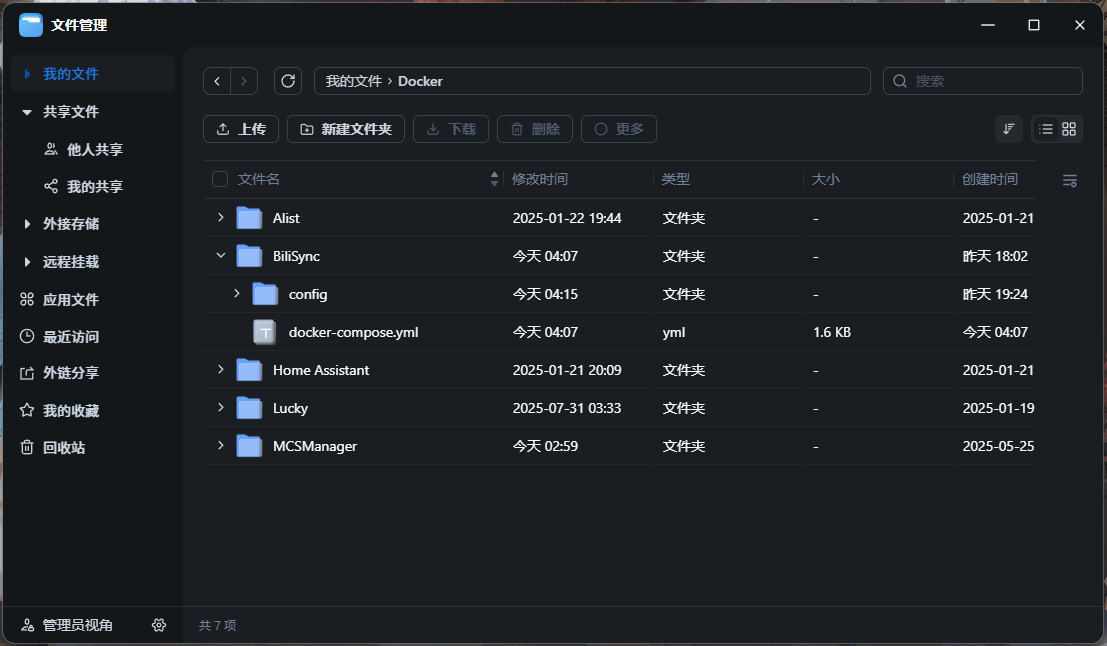 文件管理
我的文件
共享文件
他人共享
我的共享
外接存储
远程挂载
应用文件
最近访问
外链分享
我的收藏
回收站
管理员视角
我的文件 › Docker
搜索
上传 新建文件夹 下载 删除 更多
文件名 修改时间 类型 大小 创建时间
Alist 2025-01-22 19:44 文件夹 - 2025-01-21
BiliSync 今天 04:07 文件夹 - 昨天 18:02
config 今天 04:15 文件夹 - 昨天 19:24
docker-compose.yml 今天 04:07 yml 1.6 KB 今天 04:07
Home Assistant 2025-01-21 20:09 文件夹 - 2025-01-21
Lucky 2025-07-31 03:33 文件夹 - 2025-01-19
MCSManager 今天 02:59 文件夹 - 2025-05-25
共 7 项